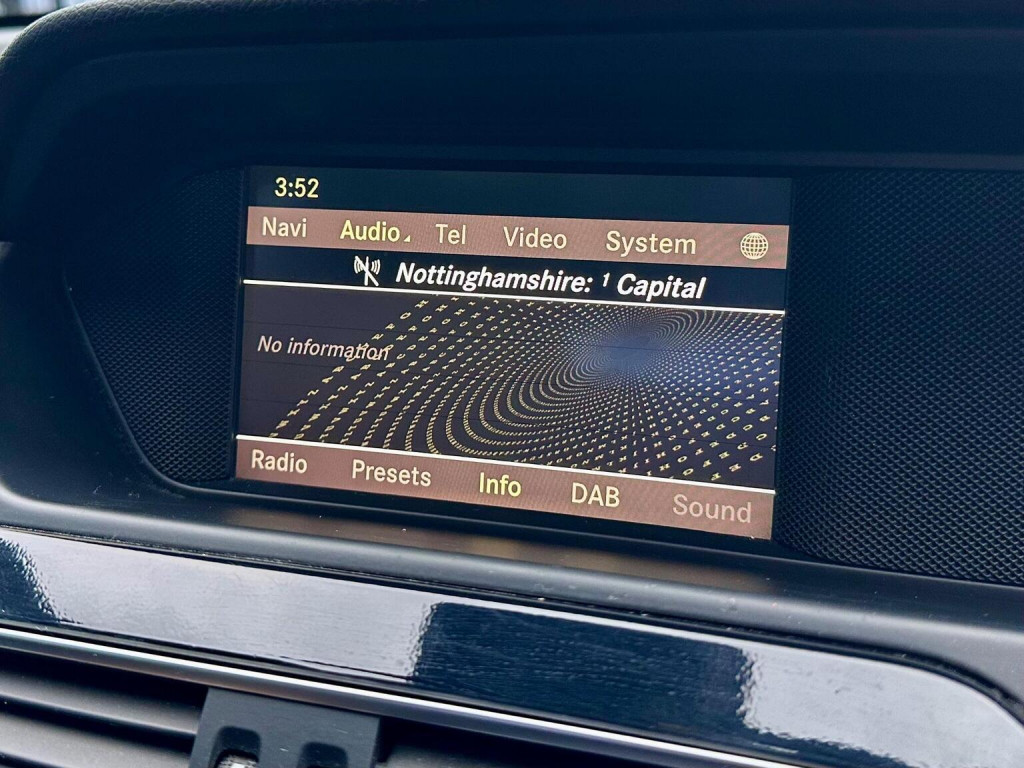 3:52
Navi Audio Tel Video System
Nottinghamshire: ¹ Capital
No information
Radio Presets Info DAB Sound